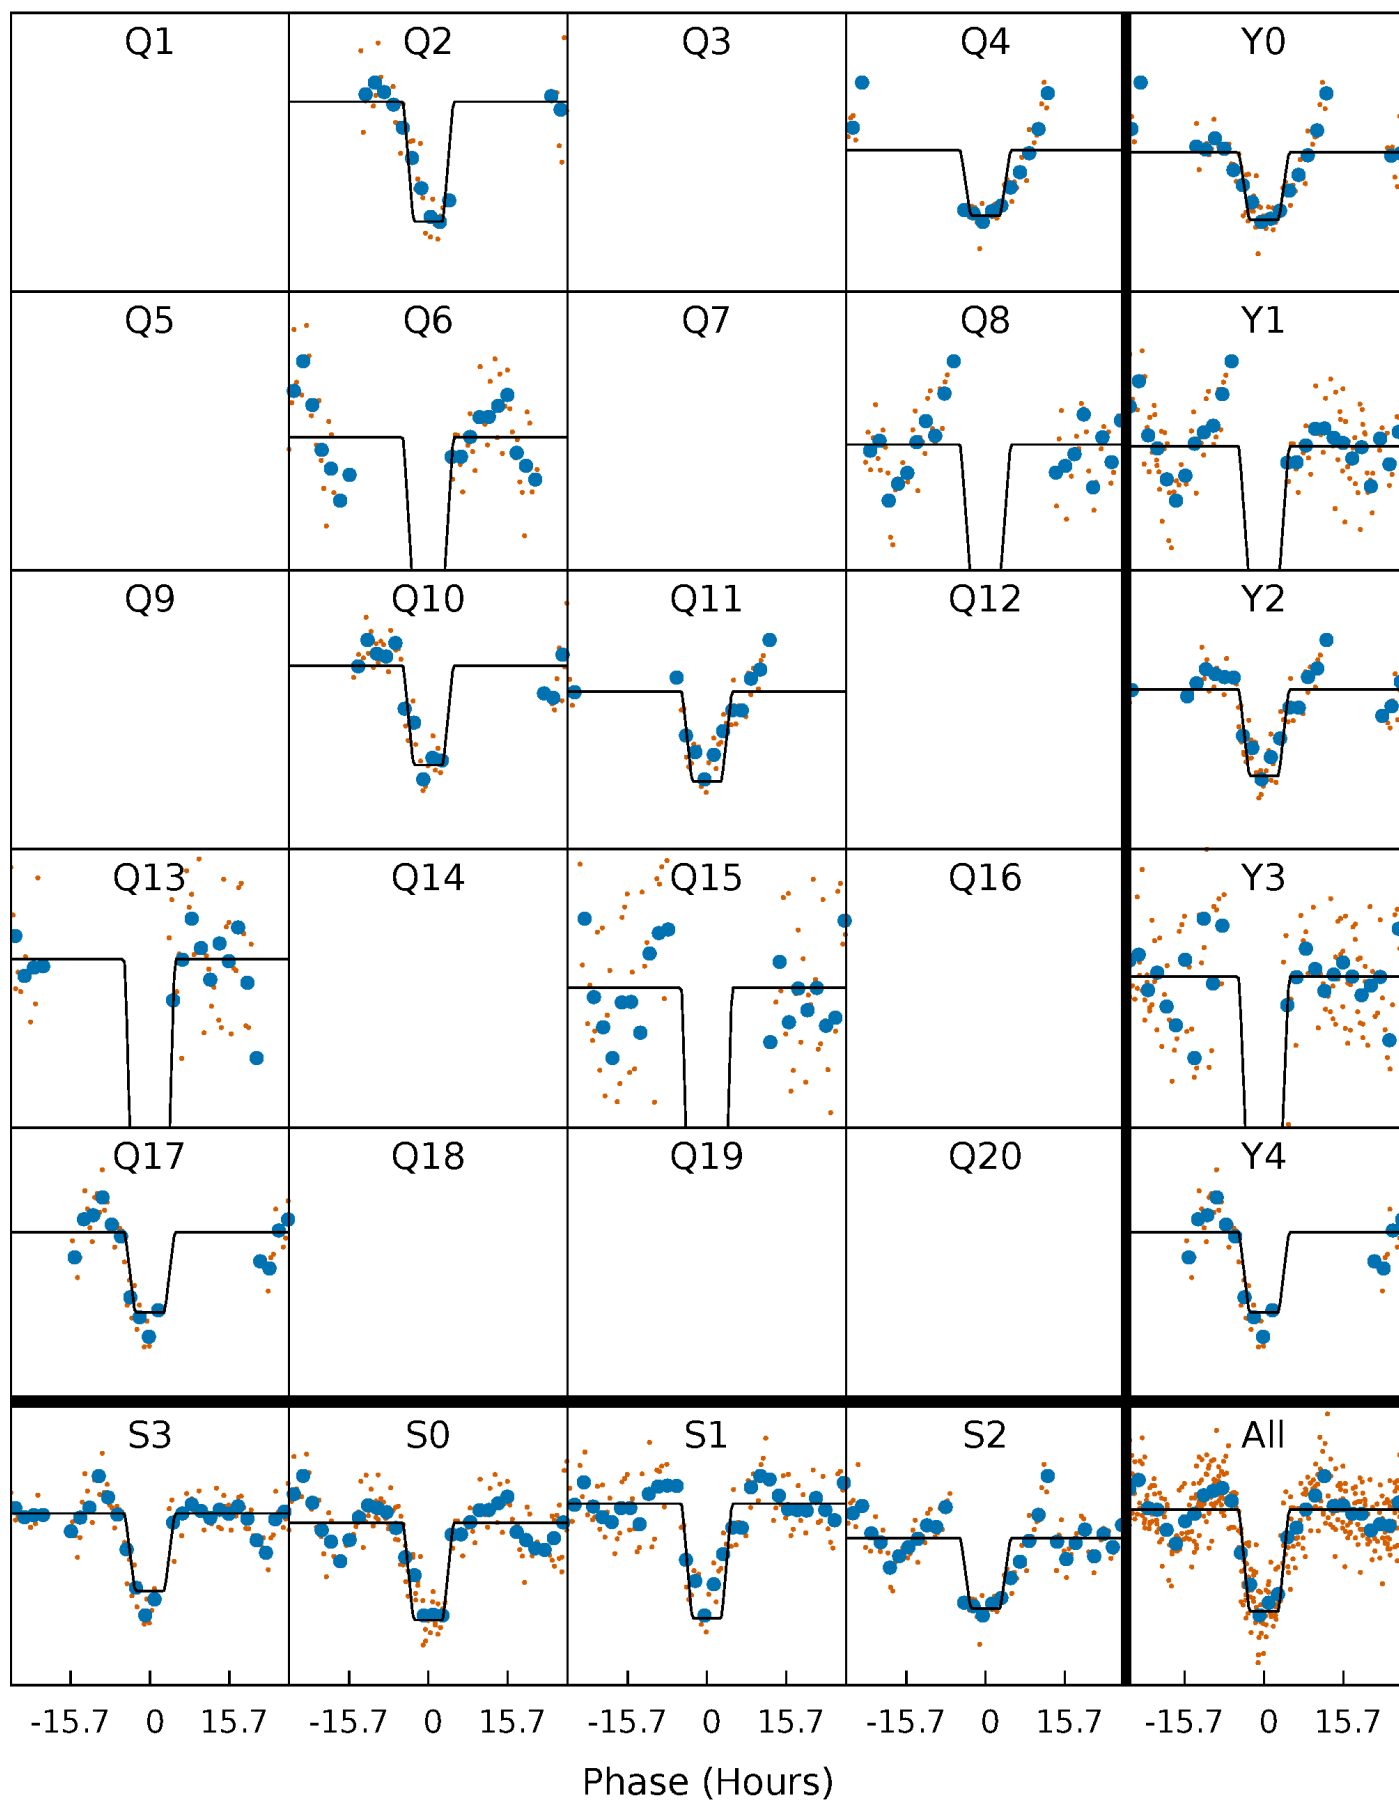 Q1 Q2 Q3 Q4 Y0
Q5 Q6 Q7 Q8 Y1
Q9 Q10 Q11 Q12 Y2
Q13 Q14 Q15 Q16 Y3
Q17 Q18 Q19 Q20 Y4
S3 S0 S1 S2 All
-15.7 0 15.7 -15.7 0 15.7 -15.7 0 15.7 -15.7 0 15.7 -15.7 0 15.7
Phase (Hours)